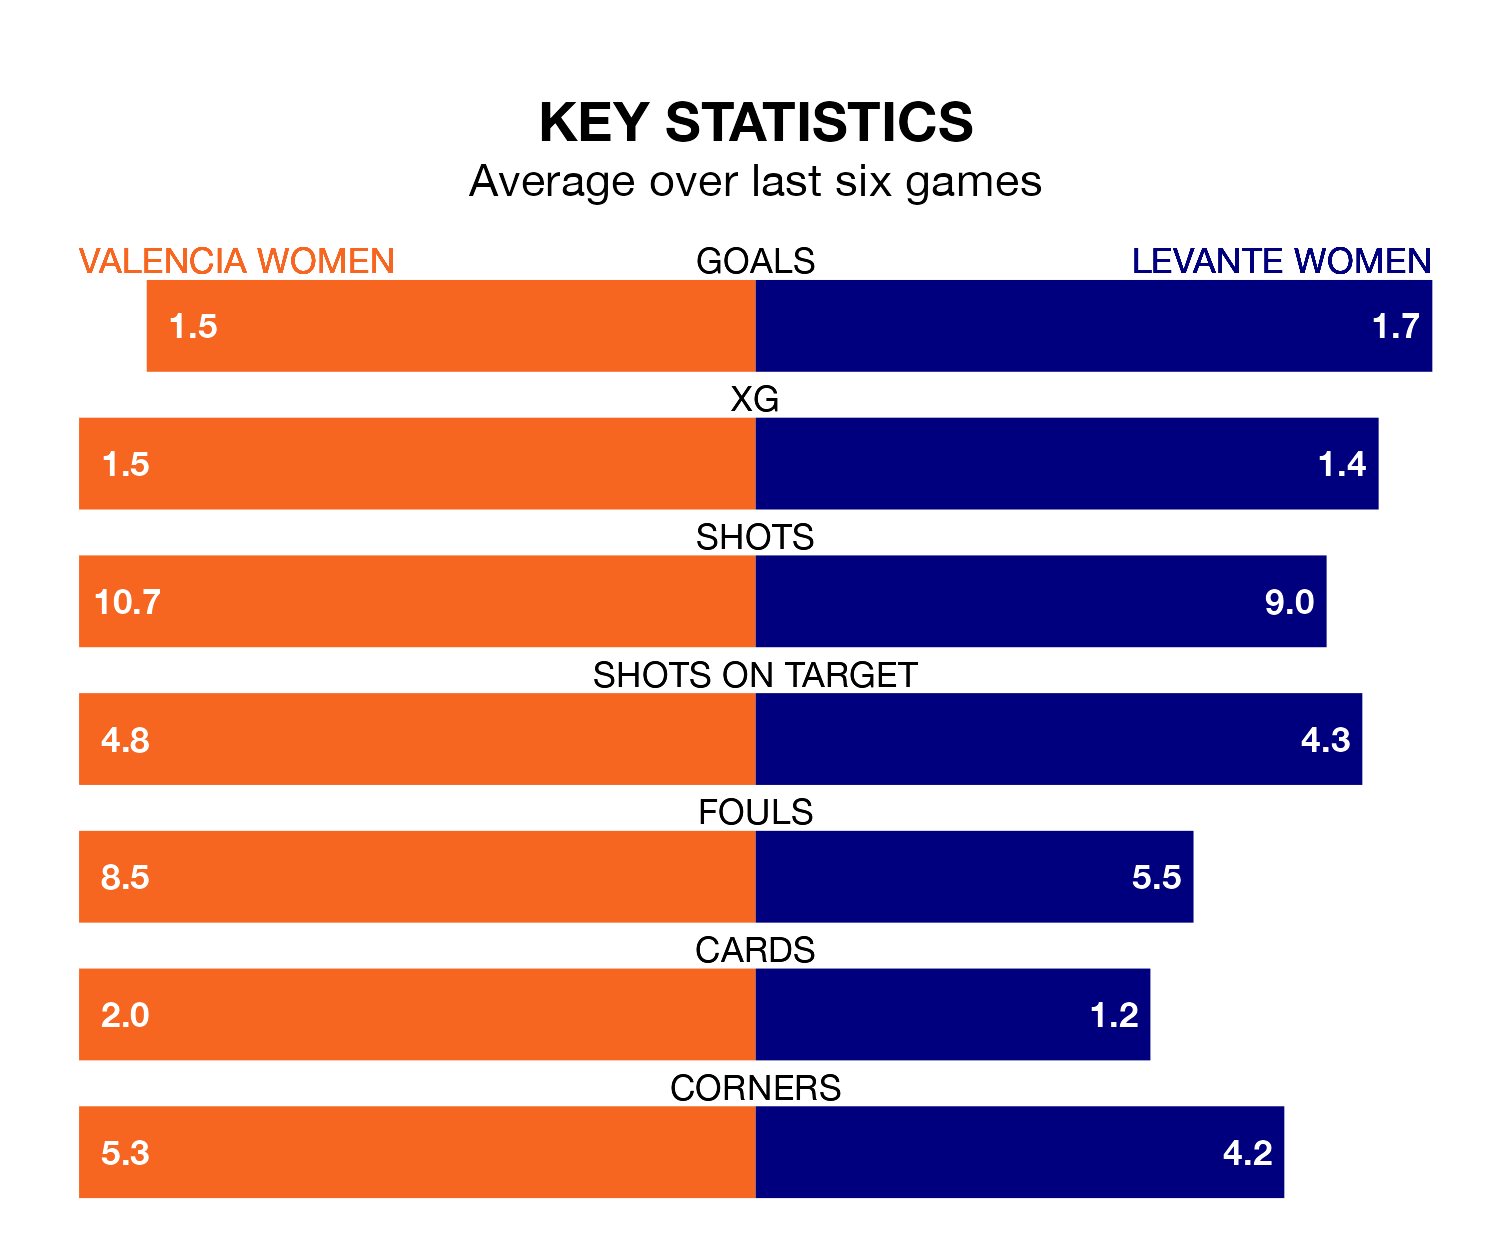 KEY STATISTICS
Average over last six games
VALENCIA WOMEN GOALS LEVANTE WOMEN
1.5 1.7
XG
1.5 1.4
SHOTS
10.7 9.0
SHOTS ON TARGET
4.8 4.3
FOULS
8.5 5.5
CARDS
2.0 1.2
CORNERS
5.3 4.2